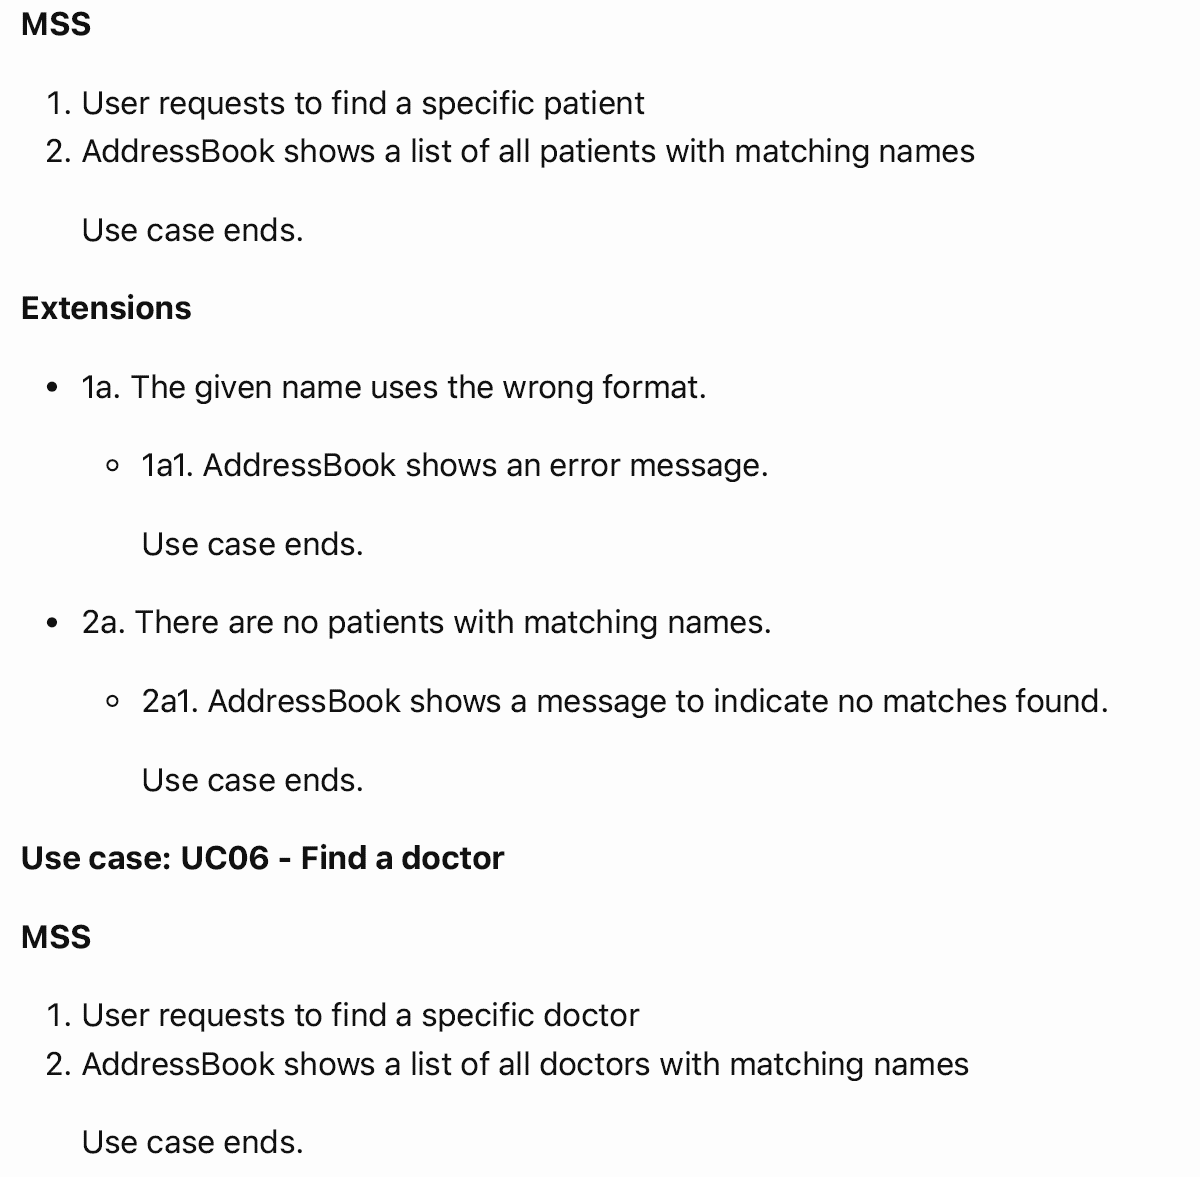 MSS
1. User requests to find a specific patient
2. AddressBook shows a list of all patients with matching names
Use case ends.
Extensions
• 1a. The given name uses the wrong format.
◦ 1a1. AddressBook shows an error message.
Use case ends.
• 2a. There are no patients with matching names.
◦ 2a1. AddressBook shows a message to indicate no matches found.
Use case ends.
Use case: UC06 - Find a doctor
MSS
1. User requests to find a specific doctor
2. AddressBook shows a list of all doctors with matching names
Use case ends.